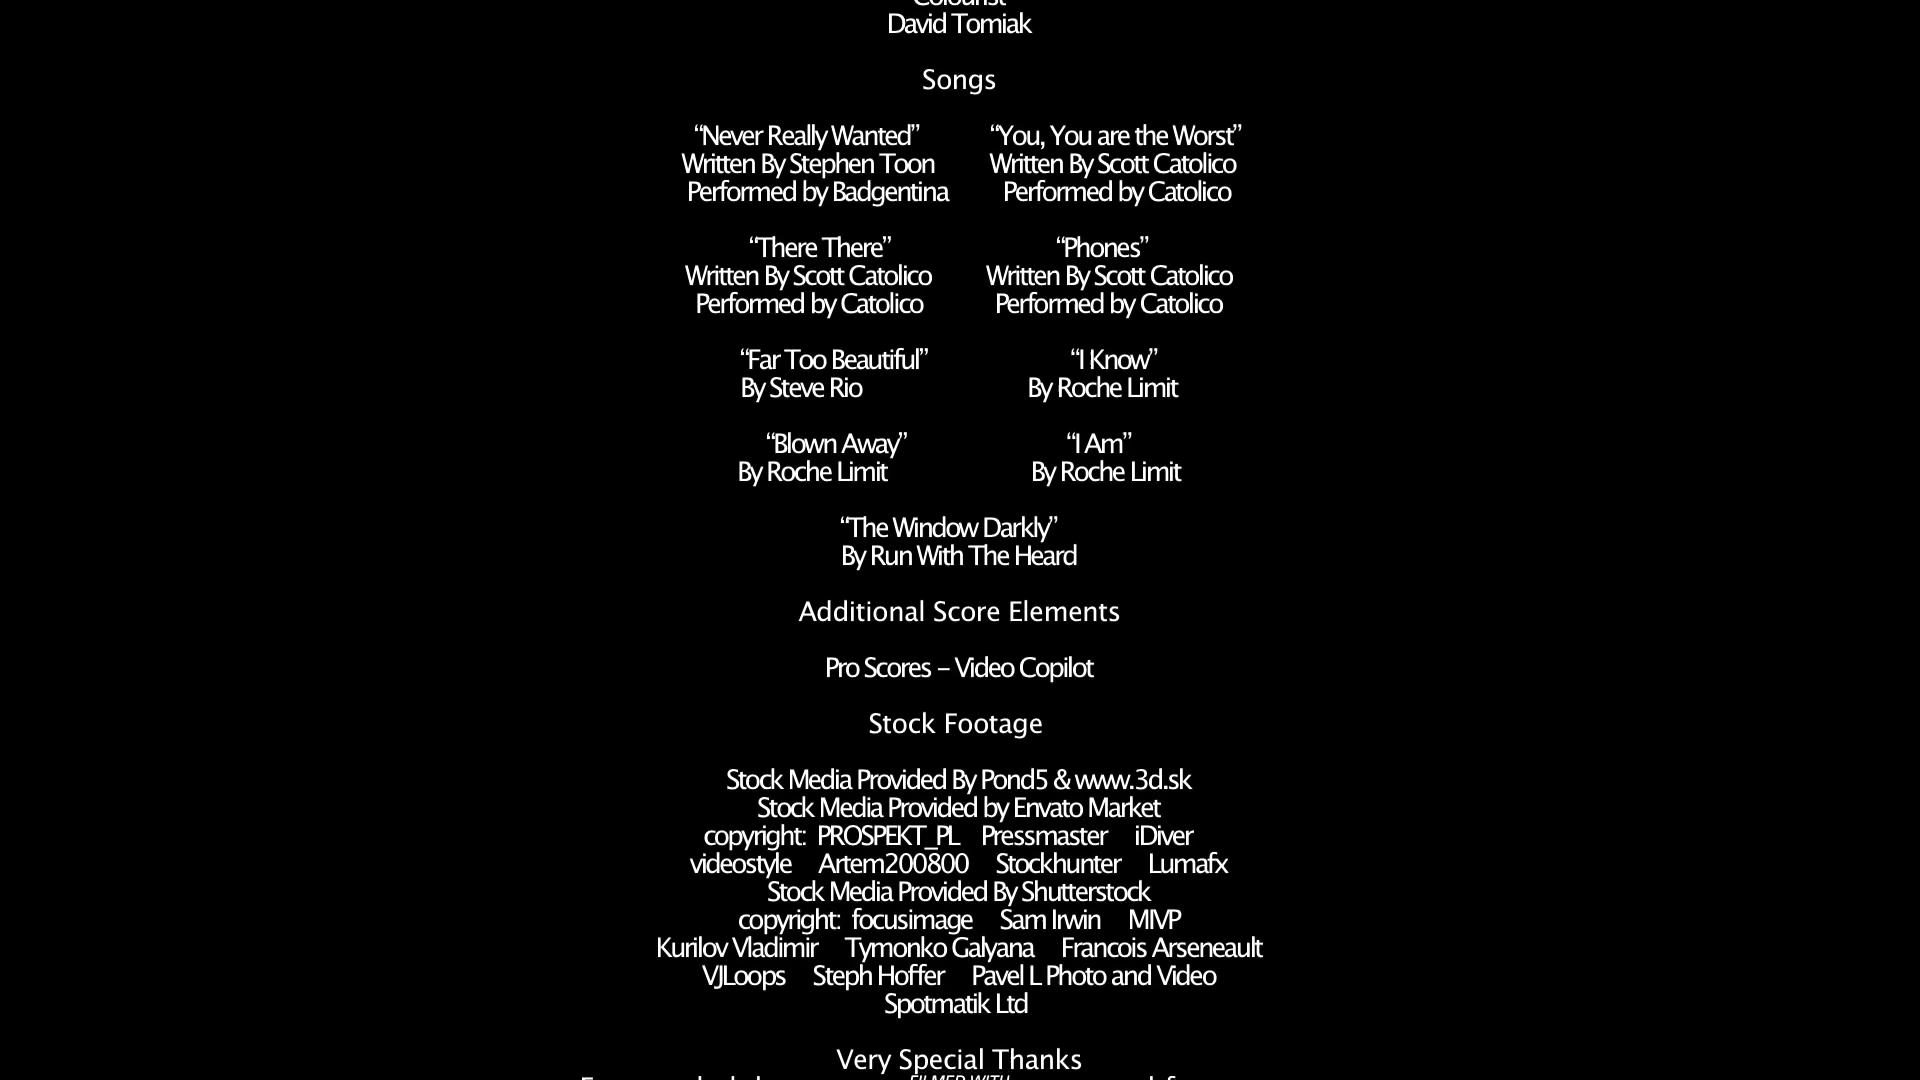 Colourist
David Tomiak
Songs
“Never Really Wanted” “You, You are the Worst”
Written By Stephen Toon Written By Scott Catolico
Performed by Badgentina Performed by Catolico
“There There” “Phones”
Written By Scott Catolico Written By Scott Catolico
Performed by Catolico Performed by Catolico
“Far Too Beautiful” “I Know”
By Steve Rio By Roche Limit
“Blown Away” “I Am”
By Roche Limit By Roche Limit
“The Window Darkly”
By Run With The Heard
Additional Score Elements
Pro Scores – Video Copilot
Stock Footage
Stock Media Provided By Pond5 & www.3d.sk
Stock Media Provided by Envato Market
copyright: PROSPEKT_PL Pressmaster iDiver
videostyle Artem200800 Stockhunter Lumafx
Stock Media Provided By Shutterstock
copyright: focusimage Sam Irwin MIVP
Kurilov Vladimir Tymonko Galyana Francois Arseneault
VJLoops Steph Hoffer Pavel L Photo and Video
Spotmatik Ltd
Very Special Thanks
FILMED WITH